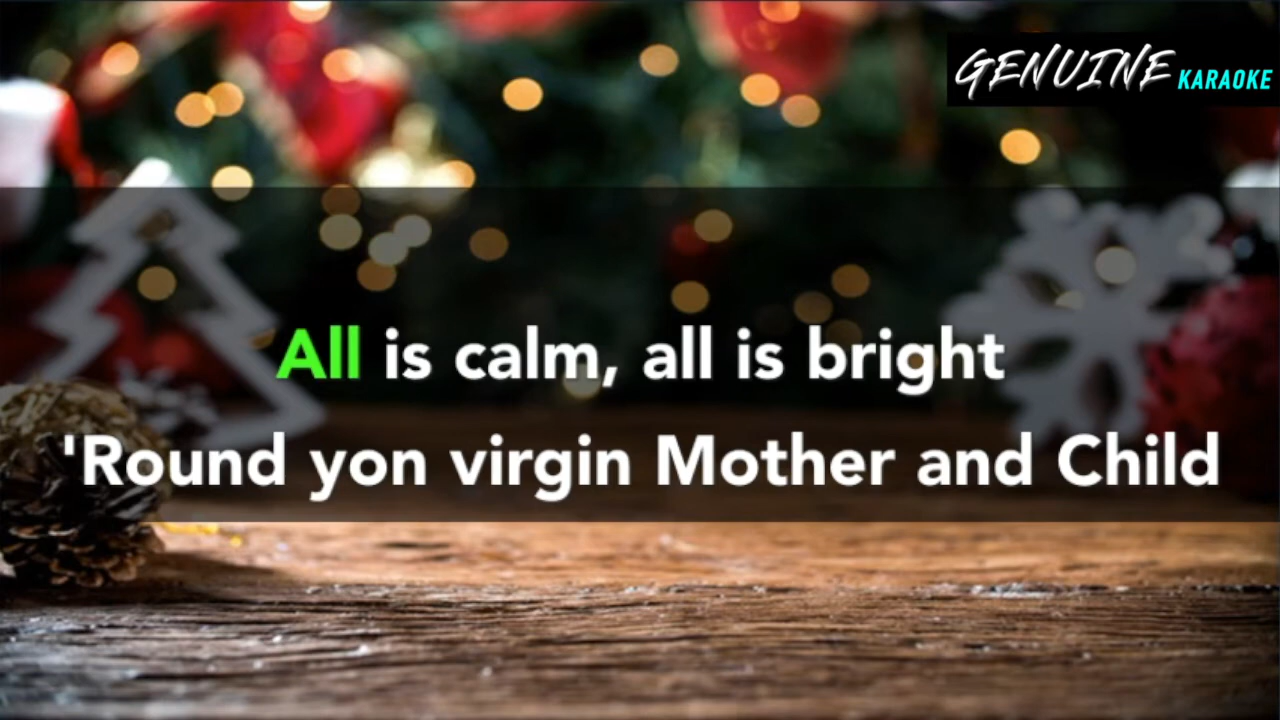 GENUINE KARAOKE
All is calm, all is bright
'Round yon virgin Mother and Child